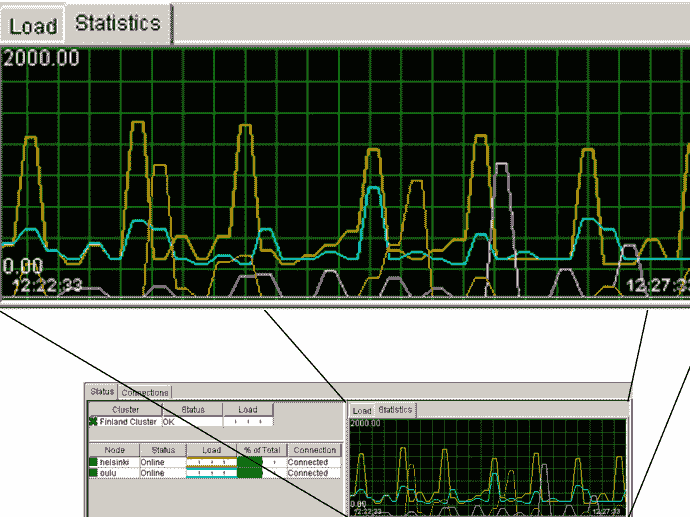 Load Statistics
2000.00
0.00
12:22:33 12:27:33
Status Connections
Cluster Status Load
Finland Cluster OK
Node Status Load % of Total Connection
helsinki Online Connected
oulu Online Connected
Load Statistics
2000.00
0.00
12:22:33 12:27:33